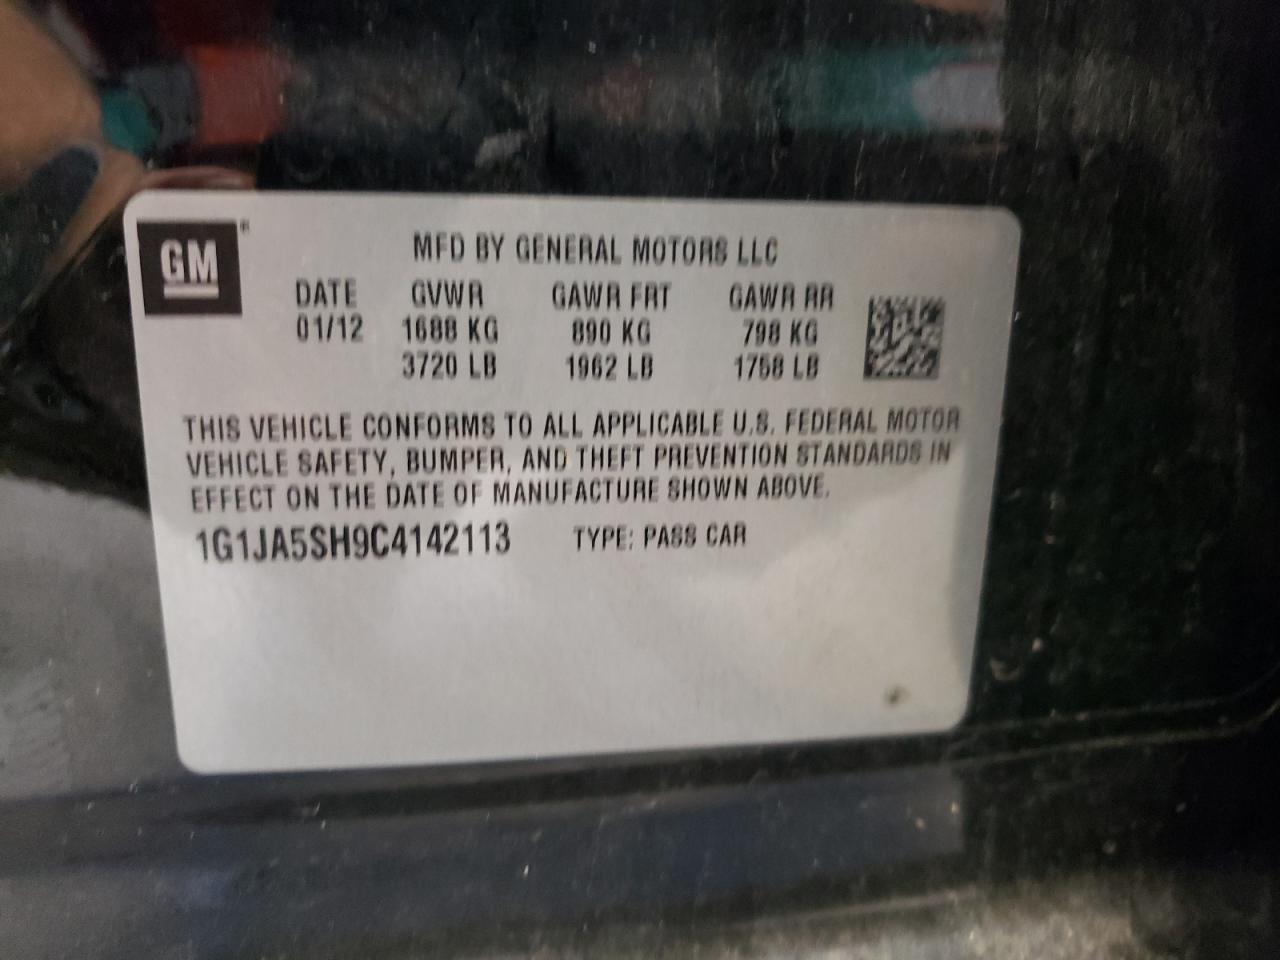 GM®
MFD BY GENERAL MOTORS LLC
DATE GVWR GAWR FRT GAWR RR
01/12 1688 KG 890 KG 798 KG
3720 LB 1962 LB 1758 LB
THIS VEHICLE CONFORMS TO ALL APPLICABLE U.S. FEDERAL MOTOR
VEHICLE SAFETY, BUMPER, AND THEFT PREVENTION STANDARDS IN
EFFECT ON THE DATE OF MANUFACTURE SHOWN ABOVE.
1G1JA5SH9C4142113 TYPE: PASS CAR